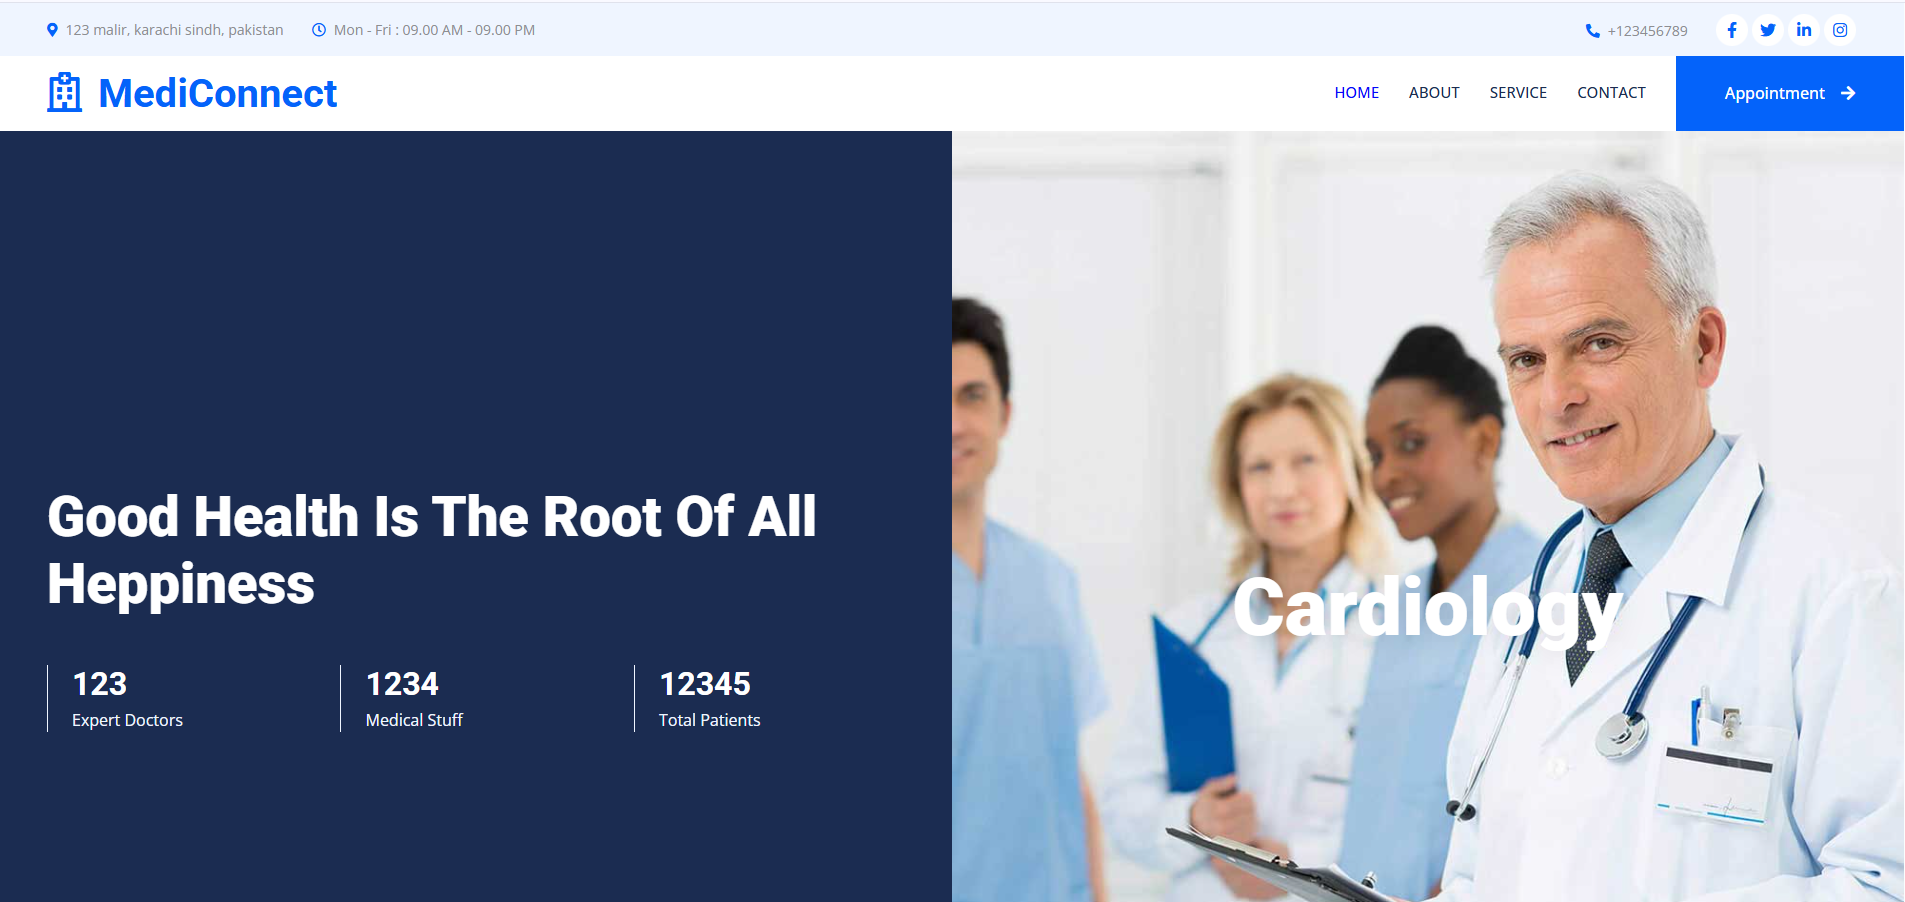 123 malir, karachi sindh, pakistan
Mon - Fri : 09.00 AM - 09.00 PM
+123456789
MediConnect
HOME
ABOUT
SERVICE
CONTACT
Appointment
Good Health Is The Root Of All
Heppiness
123
Expert Doctors
1234
Medical Stuff
12345
Total Patients
Cardiology